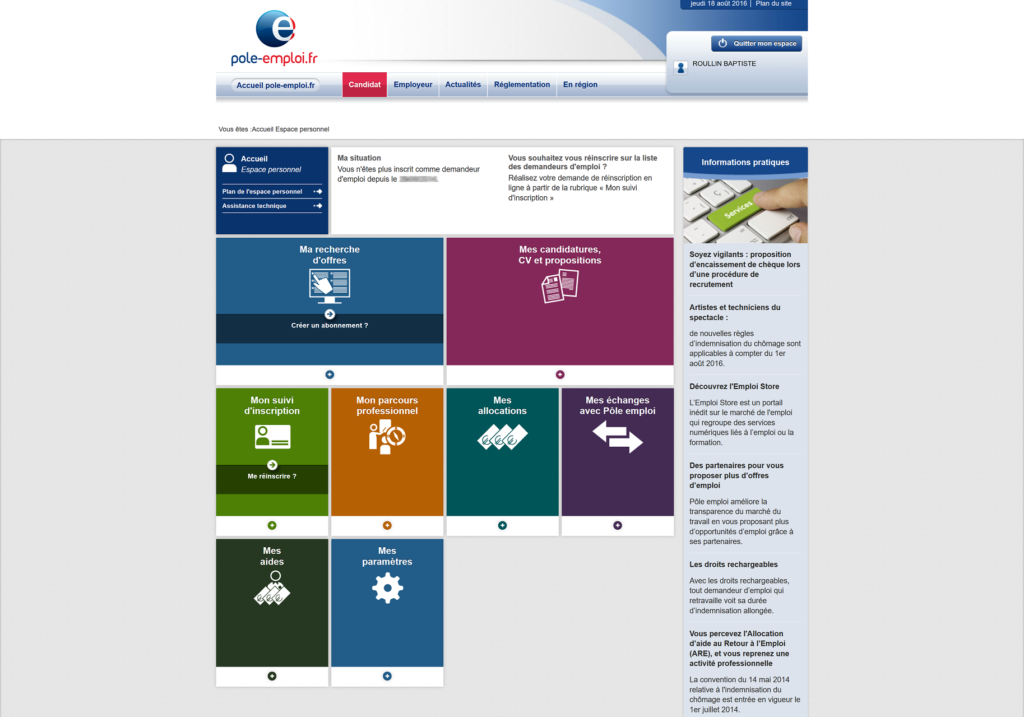 jeudi 18 août 2016 | Plan du site
e
pole-emploi.fr
Quitter mon espace
ROULLIN BAPTISTE
Accueil pole-emploi.fr
Candidat
Employeur
Actualités
Réglementation
En région
Vous êtes :Accueil Espace personnel
Accueil
Espace personnel
Plan de l'espace personnel
Assistance technique
Ma situation
Vous n'êtes plus inscrit comme demandeur
d'emploi depuis le
Vous souhaitez vous réinscrire sur la liste
des demandeurs d'emploi ?
Réalisez votre demande de réinscription en
ligne à partir de la rubrique « Mon suivi
d'inscription »
Ma recherche
d'offres
Créer un abonnement ?
Mes candidatures,
CV et propositions
Mon suivi
d'inscription
Me réinscrire ?
Mon parcours
professionnel
Mes
allocations
Mes échanges
avec Pôle emploi
Mes
aides
Mes
paramètres
Informations pratiques
Services
Soyez vigilants : proposition
d'encaissement de chèque lors
d'une procédure de
recrutement
Artistes et techniciens du
spectacle :
de nouvelles règles
d'indemnisation du chômage sont
applicables à compter du 1er
août 2016.
Découvrez l'Emploi Store
L'Emploi Store est un portail
inédit sur le marché de l'emploi
qui regroupe des services
numériques liés à l'emploi ou la
formation.
Des partenaires pour vous
proposer plus d'offres
d'emploi
Pôle emploi améliore la
transparence du marché du
travail en vous proposant plus
d'opportunités d'emploi grâce à
ses partenaires.
Les droits rechargeables
Avec les droits rechargeables,
tout demandeur d'emploi qui
retravaille voit sa durée
d'indemnisation allongée.
Vous percevez l'Allocation
d'aide au Retour à l'Emploi
(ARE), et vous reprenez une
activité professionnelle
La convention du 14 mai 2014
relative à l'indemnisation du
chômage est entrée en vigueur le
1er juillet 2014.